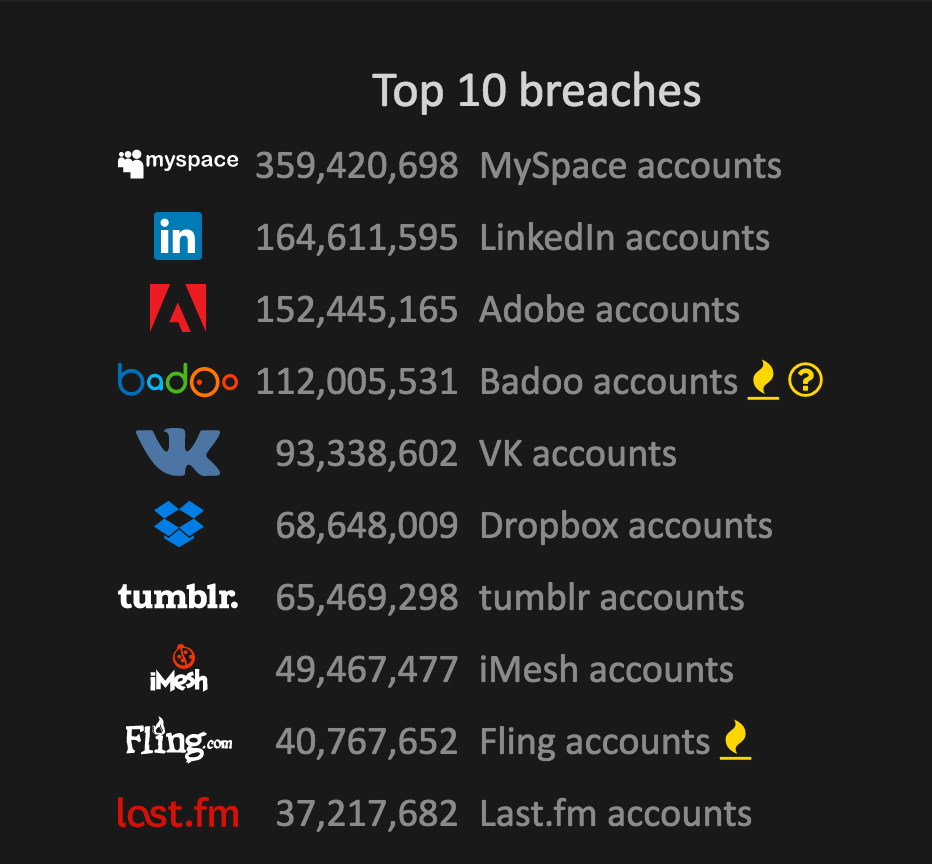 Top 10 breaches
myspace 359,420,698 MySpace accounts
in 164,611,595 LinkedIn accounts
152,445,165 Adobe accounts
badoo 112,005,531 Badoo accounts ?
VK 93,338,602 VK accounts
68,648,009 Dropbox accounts
tumblr. 65,469,298 tumblr accounts
iMesh 49,467,477 iMesh accounts
Fling.com 40,767,652 Fling accounts
last.fm 37,217,682 Last.fm accounts